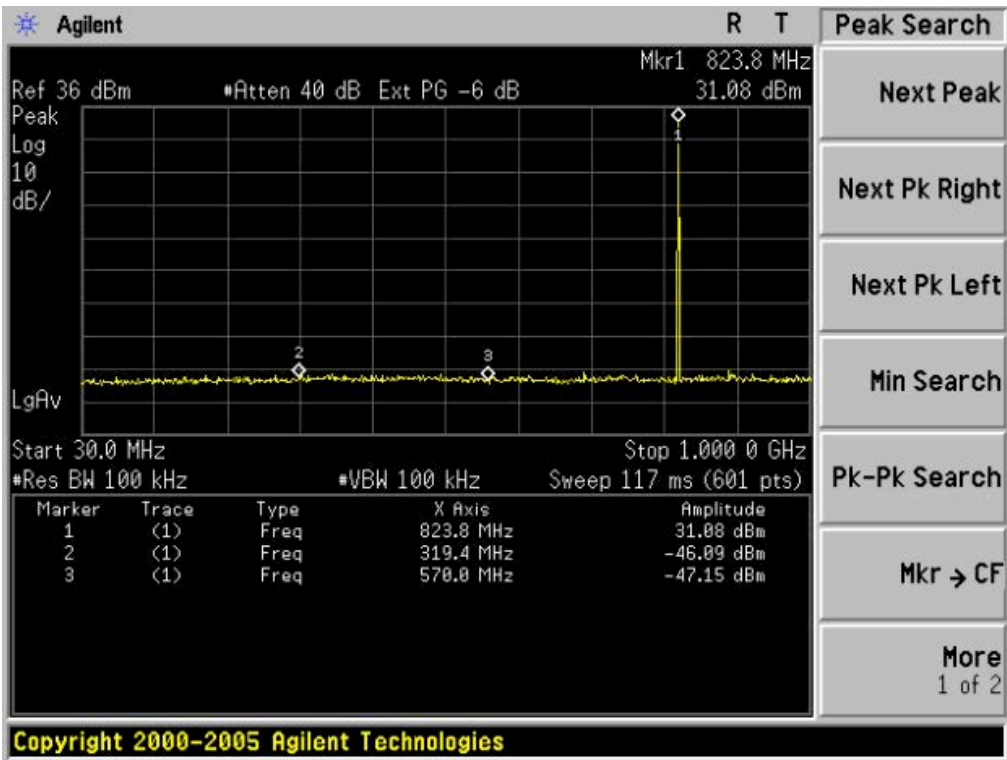 Agilent R T
Mkr1 823.8 MHz
Ref 36 dBm #Atten 40 dB Ext PG -6 dB 31.08 dBm
Peak
Log
10
dB/
1
2
3
LgAv
Start 30.0 MHz Stop 1.000 0 GHz
#Res BW 100 kHz #VBW 100 kHz Sweep 117 ms (601 pts)
Marker Trace Type X Axis Amplitude
1 (1) Freq 823.8 MHz 31.08 dBm
2 (1) Freq 319.4 MHz -46.09 dBm
3 (1) Freq 570.0 MHz -47.15 dBm
Peak Search
Next Peak
Next Pk Right
Next Pk Left
Min Search
Pk-Pk Search
Mkr → CF
More
1 of 2
Copyright 2000-2005 Agilent Technologies